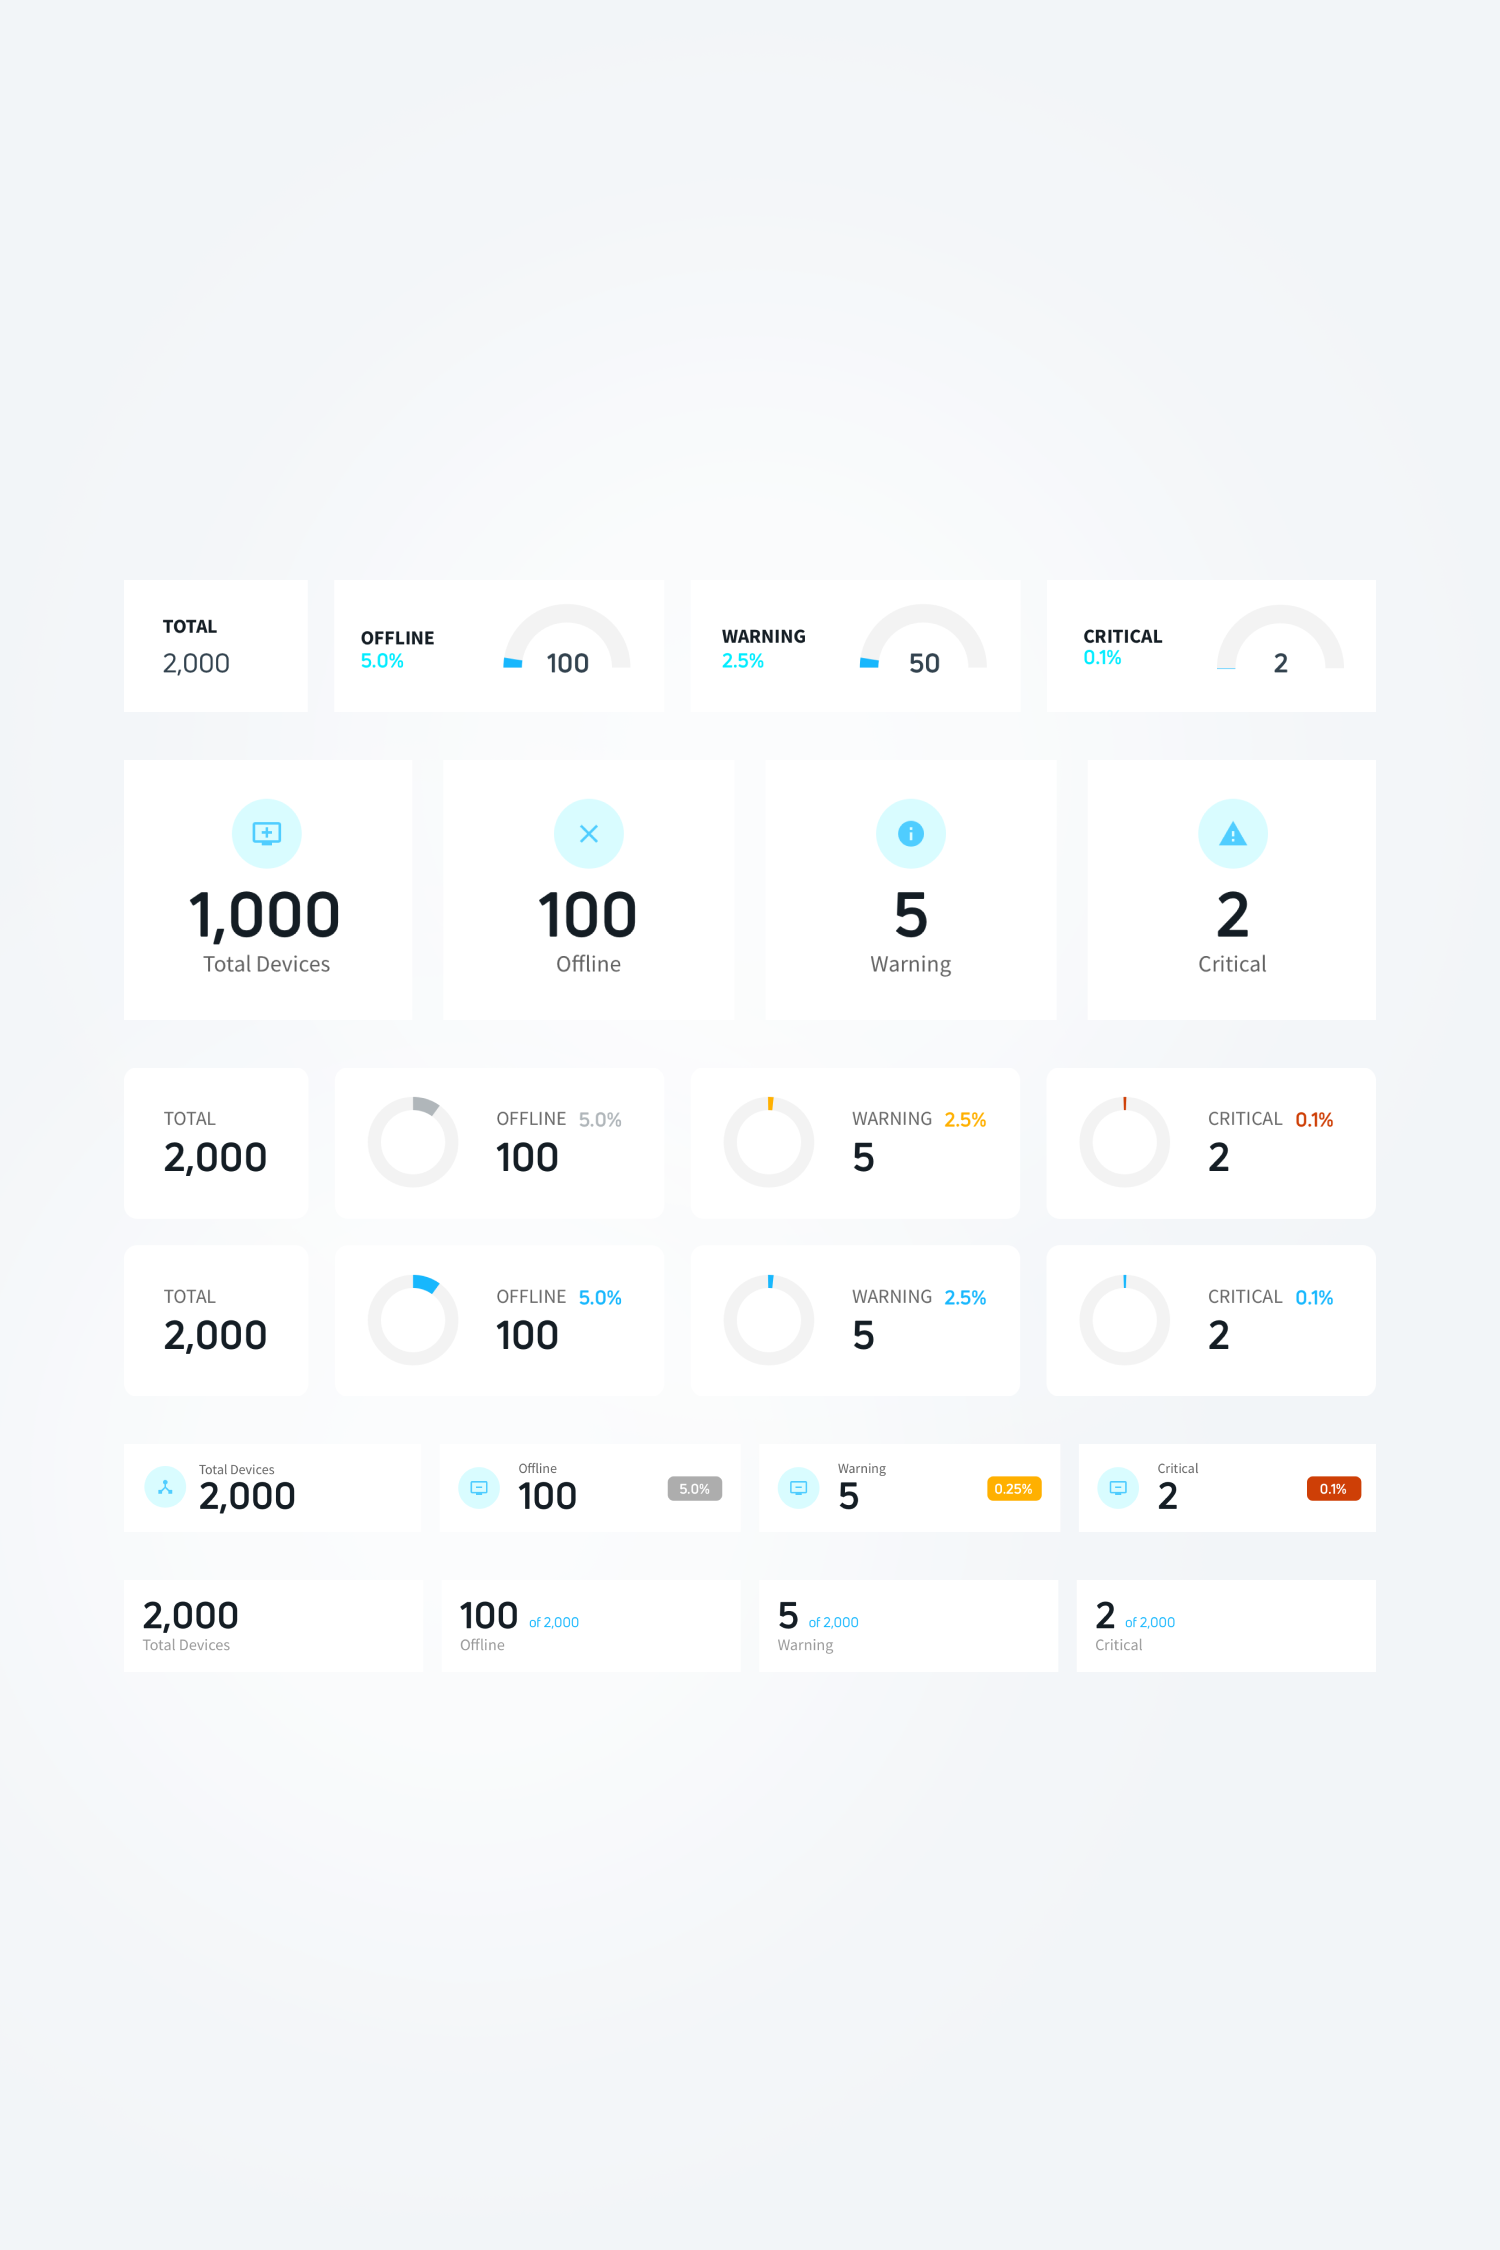 TOTAL
2,000
OFFLINE
5.0%
100
WARNING
2.5%
50
CRITICAL
0.1%
2
1,000
Total Devices
100
Offline
5
Warning
2
Critical
TOTAL
2,000
OFFLINE 5.0%
100
WARNING 2.5%
5
CRITICAL 0.1%
2
TOTAL
2,000
OFFLINE 5.0%
100
WARNING 2.5%
5
CRITICAL 0.1%
2
Total Devices
2,000
Offline
100
5.0%
Warning
5
0.25%
Critical
2
0.1%
2,000
Total Devices
100 of 2,000
Offline
5 of 2,000
Warning
2 of 2,000
Critical